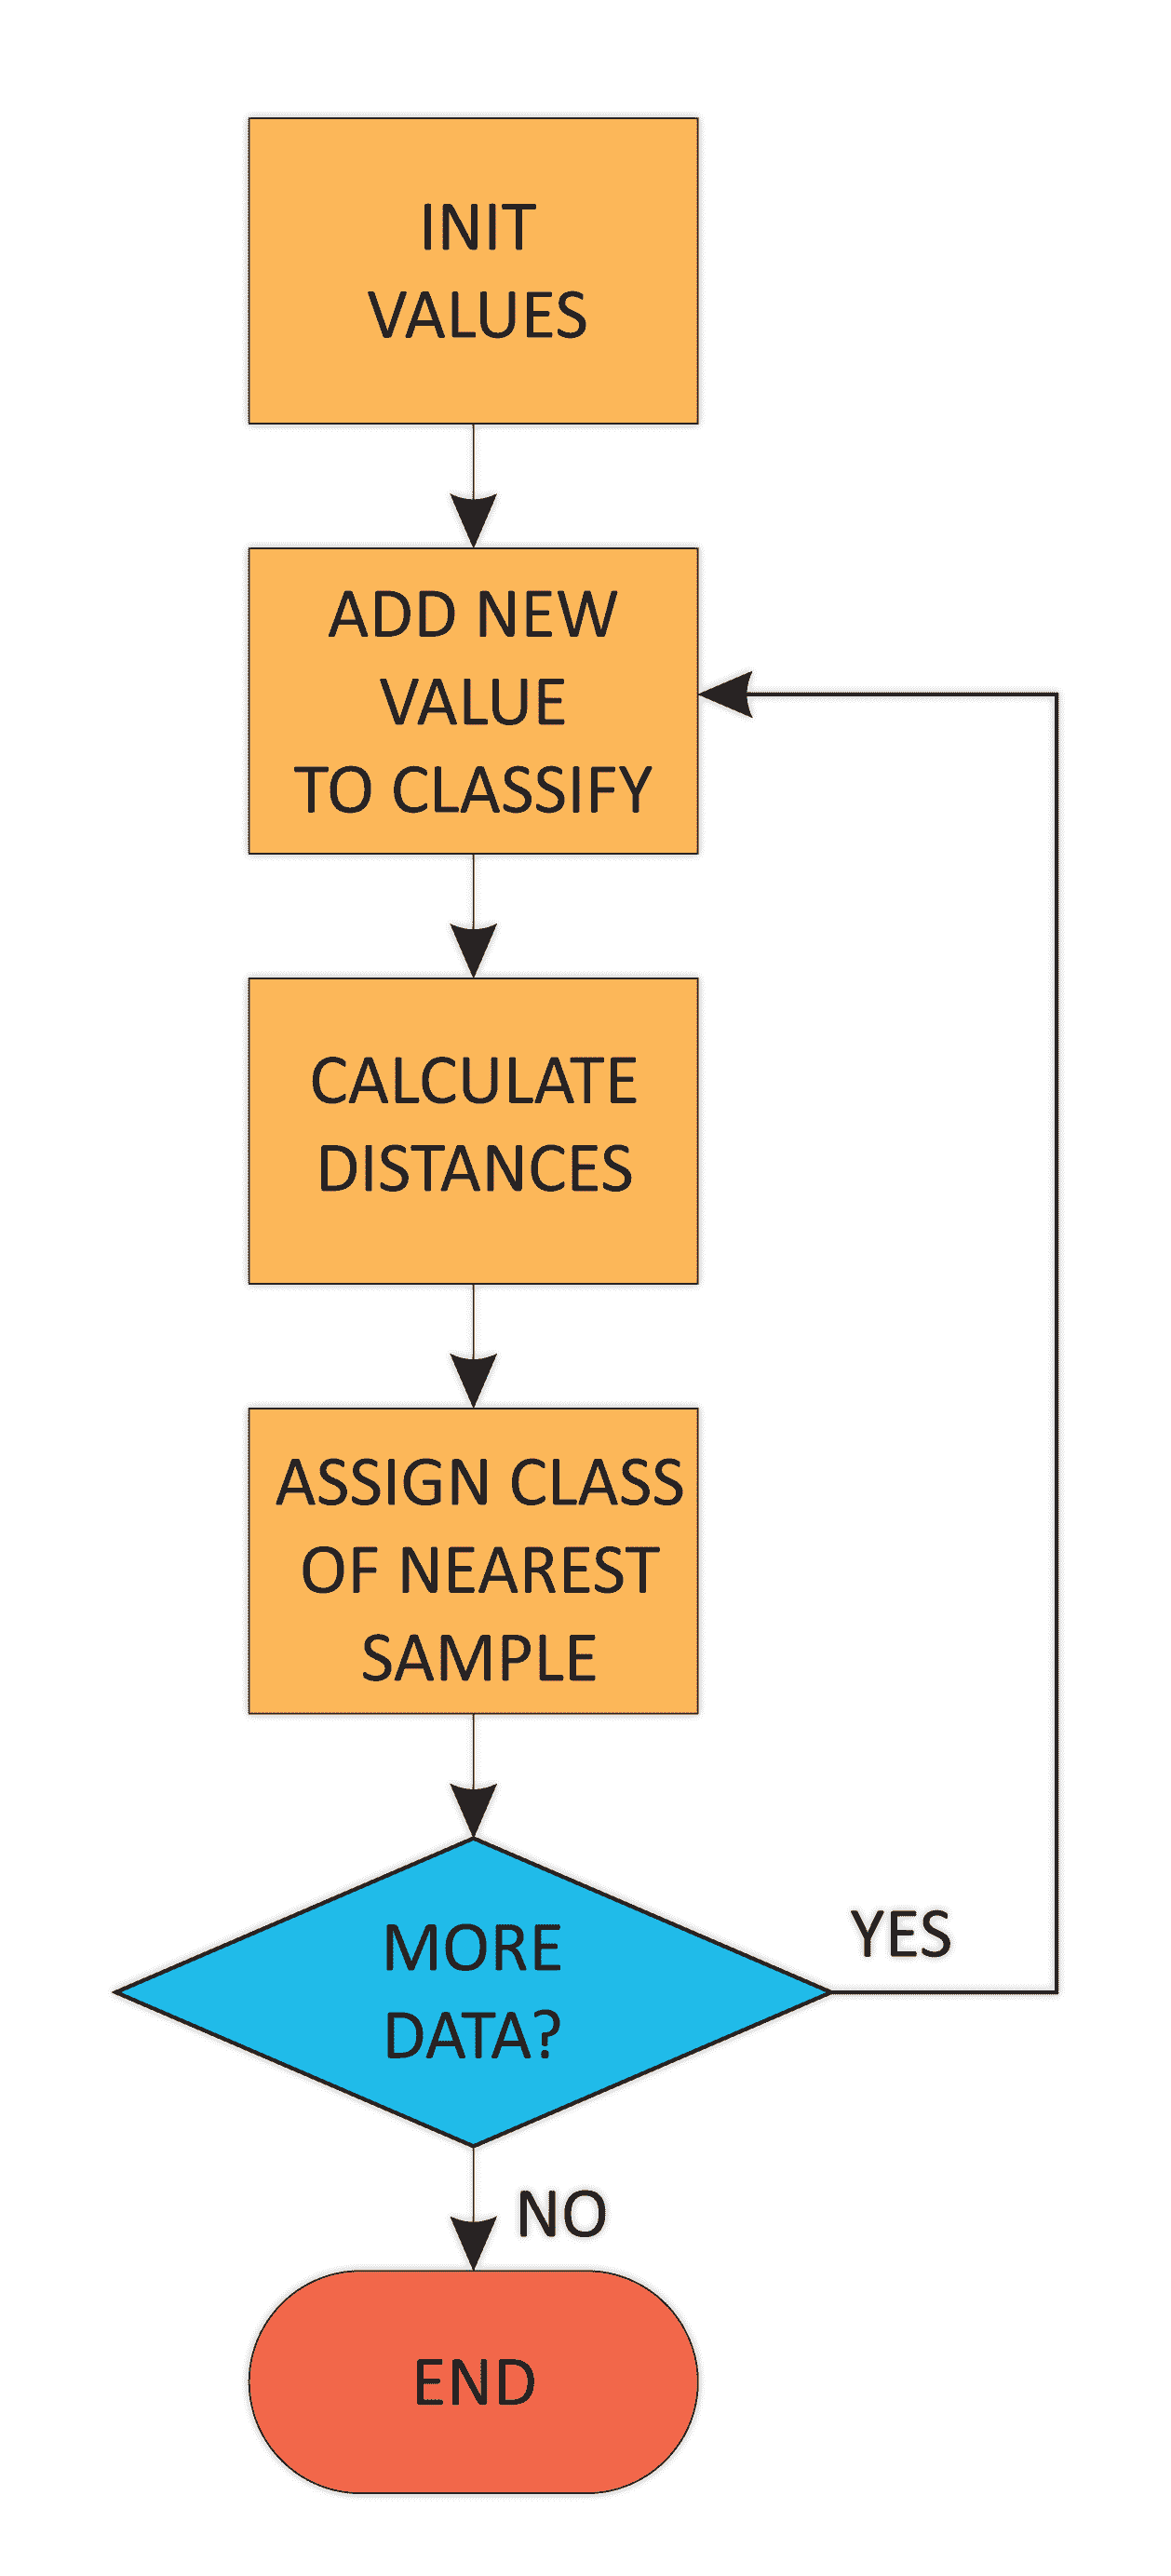 INIT
VALUES
ADD NEW
VALUE
TO CLASSIFY
CALCULATE
DISTANCES
ASSIGN CLASS
OF NEAREST
SAMPLE
MORE
DATA?
YES
NO
END